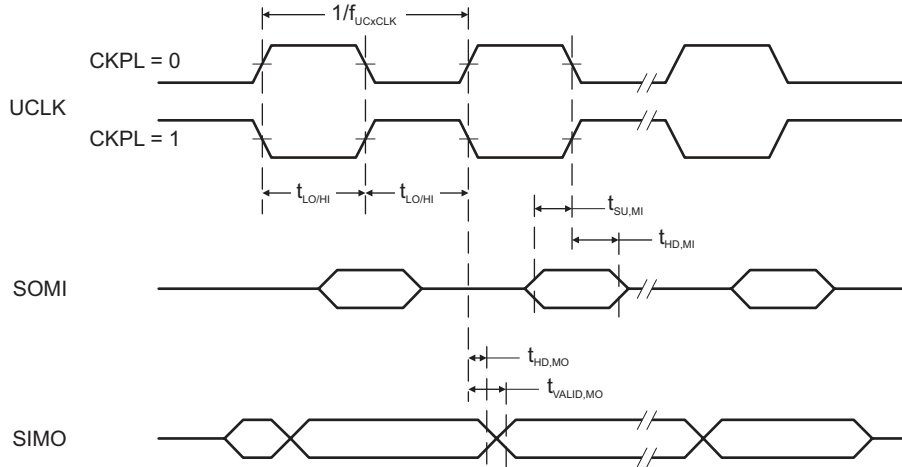 1/fUCxCLK
CKPL = 0
UCLK
CKPL = 1
tLO/HI tLO/HI
tSU,MI
tHD,MI
SOMI
tHD,MO
tVALID,MO
SIMO